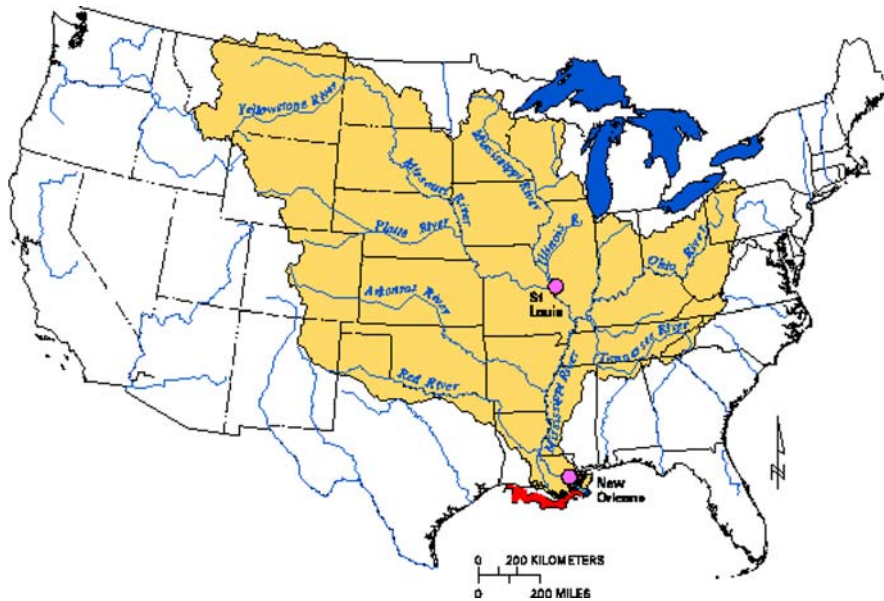 Yellowstone River
Missouri River
Mississippi River
Platte River
Illinois R.
Ohio River
St
Louis
Arkansas River
Tennessee River
Red River
Mississippi River
New
Orleans
N
0 200 KILOMETERS
0 200 MILES